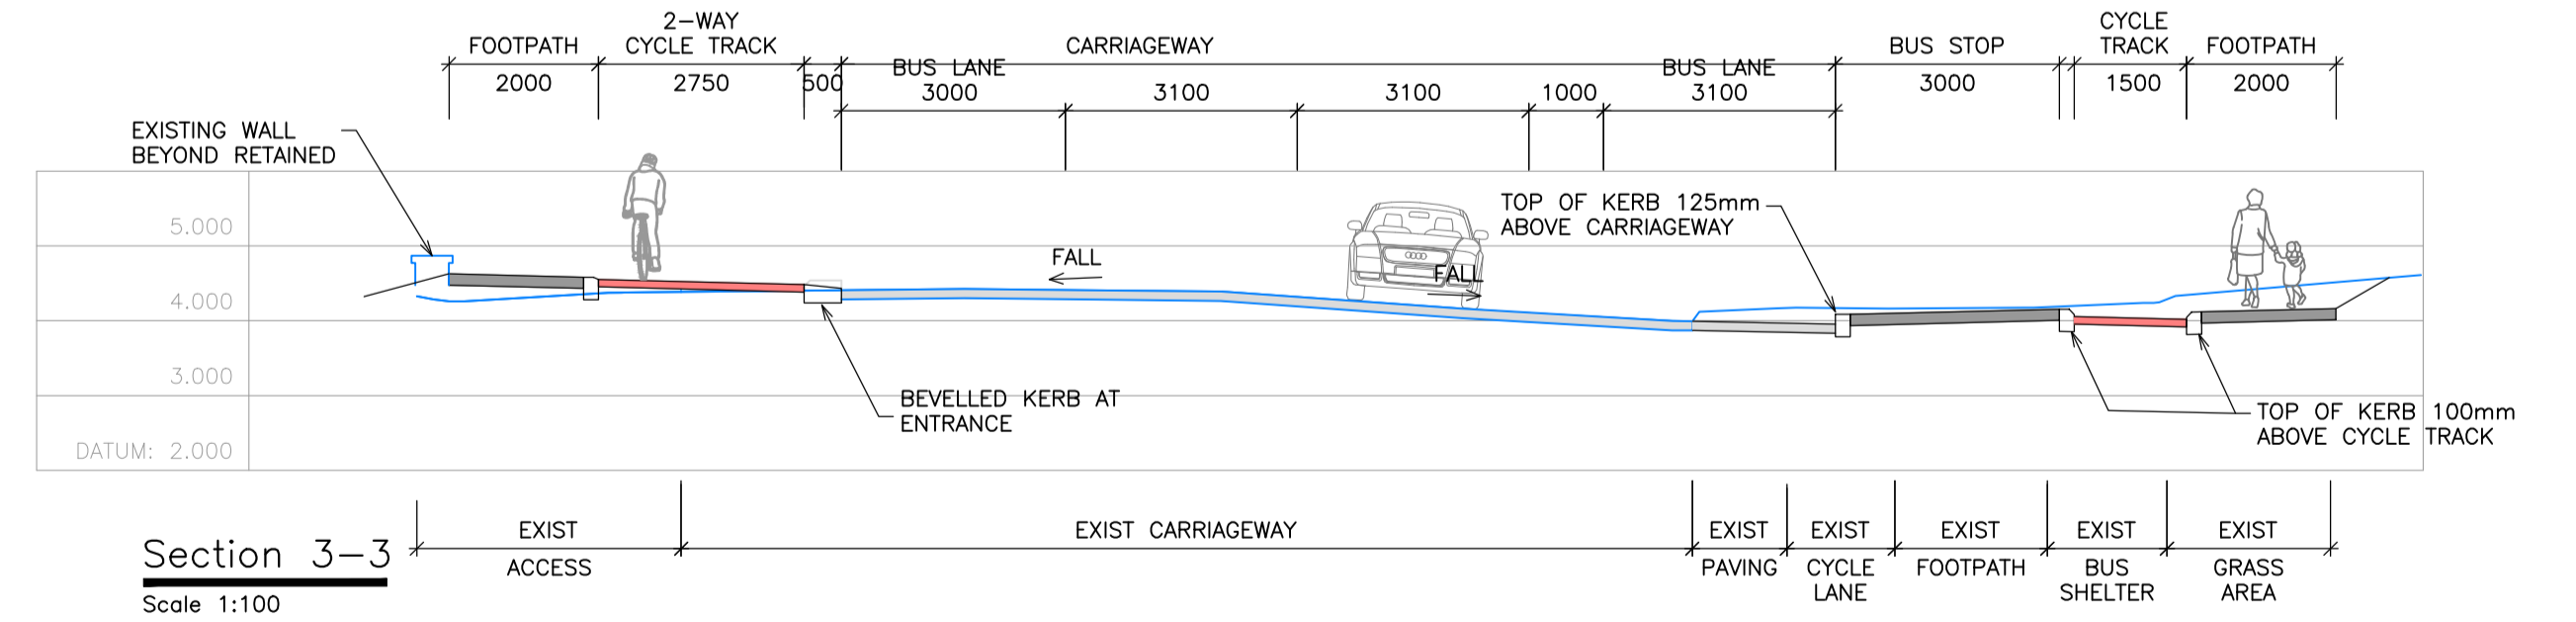 2-WAY
CYCLE TRACK
FOOTPATH
CARRIAGEWAY
BUS STOP
CYCLE
TRACK
FOOTPATH
2000
2750
500
BUS LANE
3000
3100
3100
1000
BUS LANE
3100
3000
1500
2000
EXISTING WALL
BEYOND RETAINED
TOP OF KERB 125mm
ABOVE CARRIAGEWAY
5.000
4.000
3.000
DATUM: 2.000
FALL
FALL
BEVELLED KERB AT
ENTRANCE
TOP OF KERB 100mm
ABOVE CYCLE TRACK
EXIST
ACCESS
EXIST CARRIAGEWAY
EXIST
PAVING
EXIST
CYCLE
LANE
EXIST
FOOTPATH
EXIST
BUS
SHELTER
EXIST
GRASS
AREA
Section 3-3
Scale 1:100